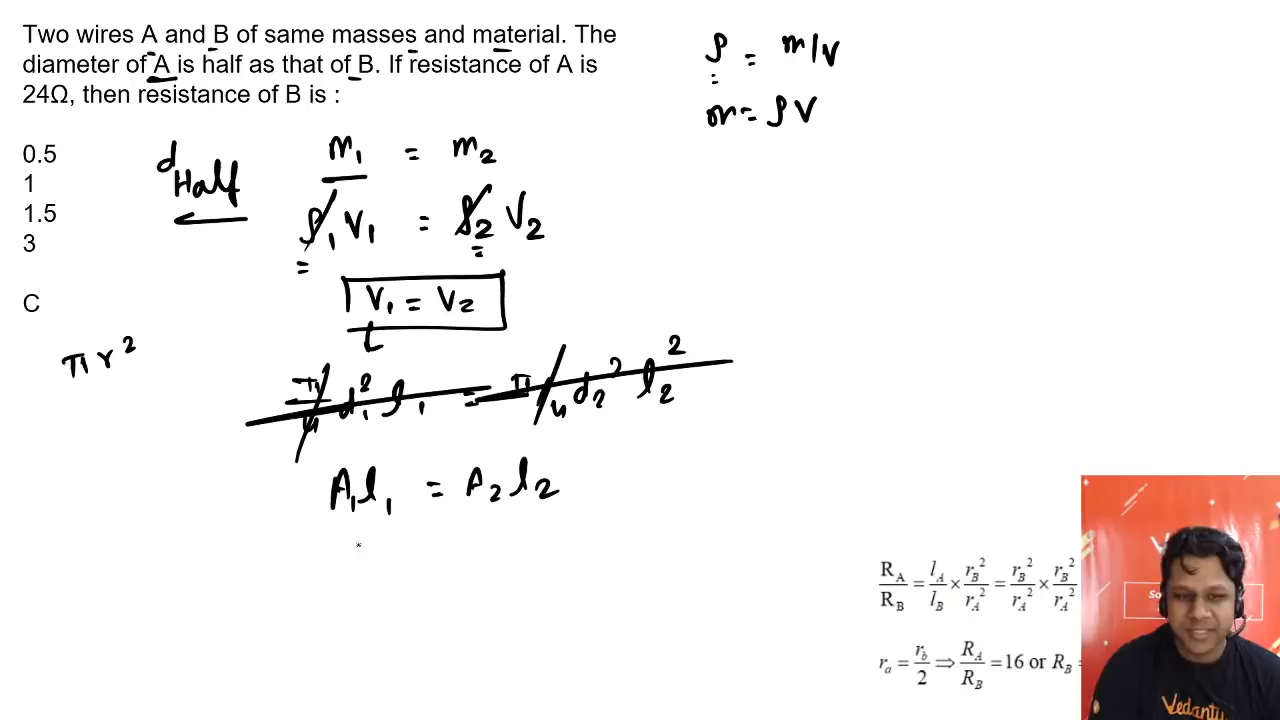 Two wires A and B of same masses and material. The
diameter of A is half as that of B. If resistance of A is
24Ω, then resistance of B is :
0.5
1
1.5
3
C
ρ = m/V
m = ρV
d Half
m₁ = m₂
ρ₁V₁ = ρ₂V₂
V₁ = V₂
πr²
π/4 d₁² l₁ = π/4 d₂² l₂²
A₁l₁ = A₂l₂
R_A/R_B = l_A/l_B × r_B²/r_A² = r_B²/r_A² × r_B²/r_A²
r_a = r_b/2 ⇒ R_A/R_B = 16 or R_B =
Vedantu